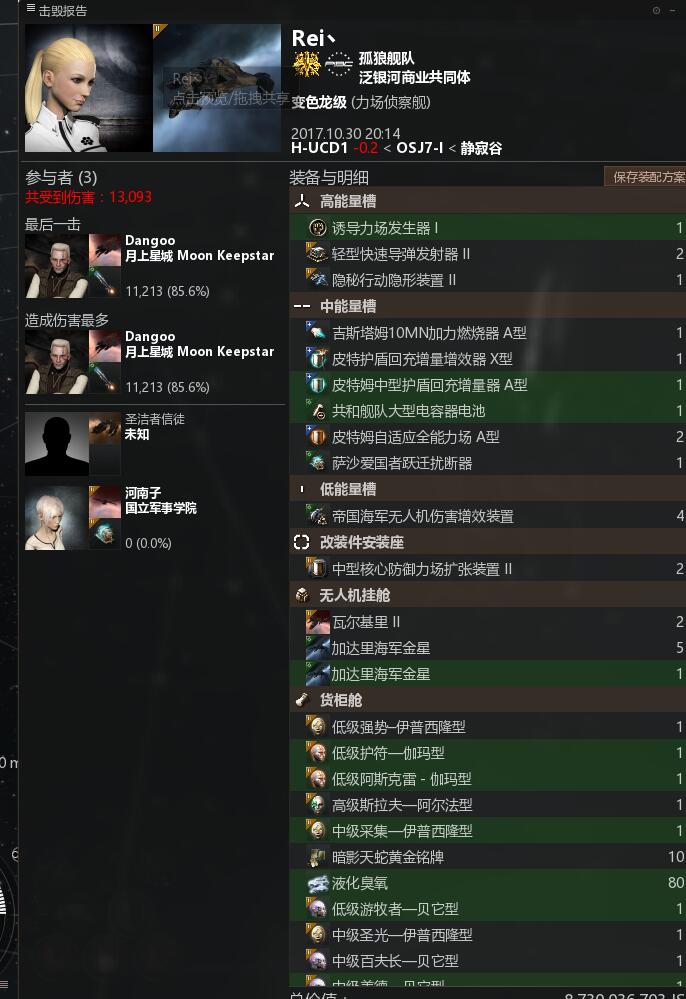 击毁报告
Rei丶
孤狼舰队
泛银河商业共同体
Rei丶
点击预览/拖拽共享
变色龙级 (力场侦察舰)
2017.10.30 20:14
H-UCD1 -0.2 < OSJ7-I < 静寂谷
参与者 (3)
共受到伤害：13,093
最后一击
Dangoo
月上星城 Moon Keepstar
11,213 (85.6%)
造成伤害最多
Dangoo
月上星城 Moon Keepstar
11,213 (85.6%)
圣洁者信徒
未知
河南子
国立军事学院
0 (0.0%)
装备与明细
保存装配方案
高能量槽
诱导力场发生器 I 1
轻型快速导弹发射器 II 2
隐秘行动隐形装置 II 1
中能量槽
吉斯塔姆10MN加力燃烧器 A型 1
皮特护盾回充增量增效器 X型 1
皮特姆中型护盾回充增量器 A型 1
共和舰队大型电容器电池 1
皮特姆自适应全能力场 A型 2
萨沙爱国者跃迁扰断器 1
低能量槽
帝国海军无人机伤害增效装置 4
改装件安装座
中型核心防御力场扩张装置 II 2
无人机挂舱
瓦尔基里 II 2
加达里海军金星 5
加达里海军金星 1
货柜舱
低级强势—伊普西隆型 1
低级护符—伽玛型 1
低级阿斯克雷 - 伽玛型 1
高级斯拉夫—阿尔法型 1
中级采集—伊普西隆型 1
暗影天蛇黄金铭牌 10
液化臭氧 80
低级游牧者—贝它型 1
中级圣光—伊普西隆型 1
中级百夫长—贝它型 1